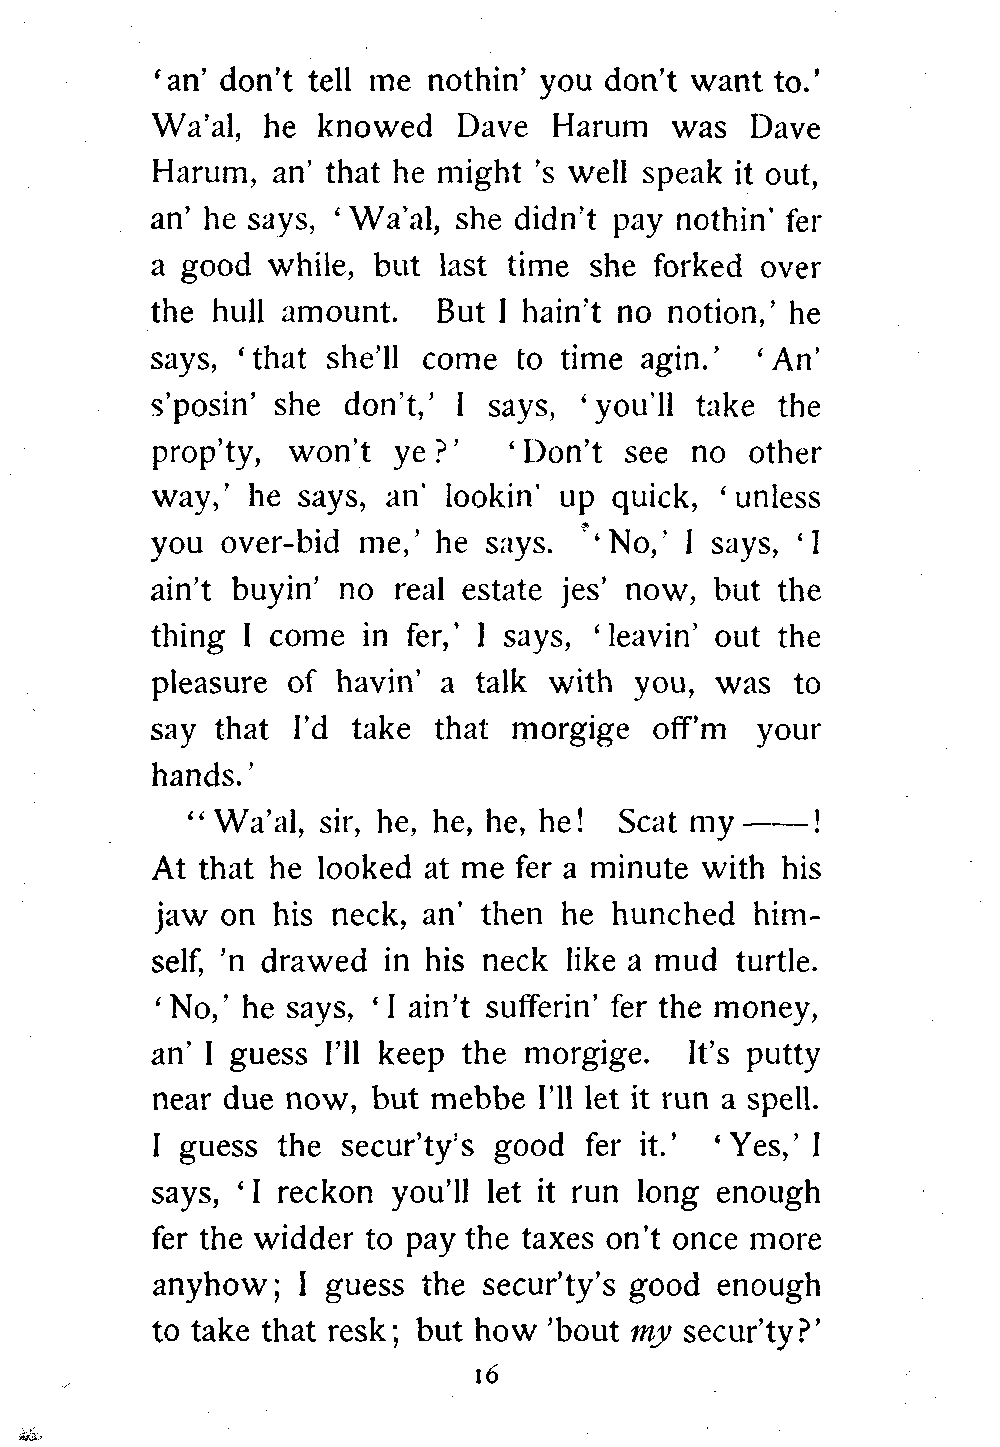 ‘an’ don’t tell me nothin’ you don’t want to.’
Wa’al, he knowed Dave Harum was Dave
Harum, an’ that he might ’s well speak it out,
an’ he says, ‘Wa’al, she didn’t pay nothin’ fer
a good while, but last time she forked over
the hull amount. But I hain’t no notion,’ he
says, ‘that she’ll come to time agin.’ ‘An’
s’posin’ she don’t,’ I says, ‘you’ll take the
prop’ty, won’t ye?’ ‘Don’t see no other
way,’ he says, an’ lookin’ up quick, ‘unless
you over-bid me,’ he says. ‘No,’ I says, ‘I
ain’t buyin’ no real estate jes’ now, but the
thing I come in fer,’ I says, ‘leavin’ out the
pleasure of havin’ a talk with you, was to
say that I’d take that morgige off’m your
hands.’
“Wa’al, sir, he, he, he, he! Scat my ——!
At that he looked at me fer a minute with his
jaw on his neck, an’ then he hunched him-
self, ’n drawed in his neck like a mud turtle.
‘No,’ he says, ‘I ain’t sufferin’ fer the money,
an’ I guess I’ll keep the morgige. It’s putty
near due now, but mebbe I’ll let it run a spell.
I guess the secur’ty’s good fer it.’ ‘Yes,’ I
says, ‘I reckon you’ll let it run long enough
fer the widder to pay the taxes on’t once more
anyhow; I guess the secur’ty’s good enough
to take that resk; but how ’bout my secur’ty?’
16